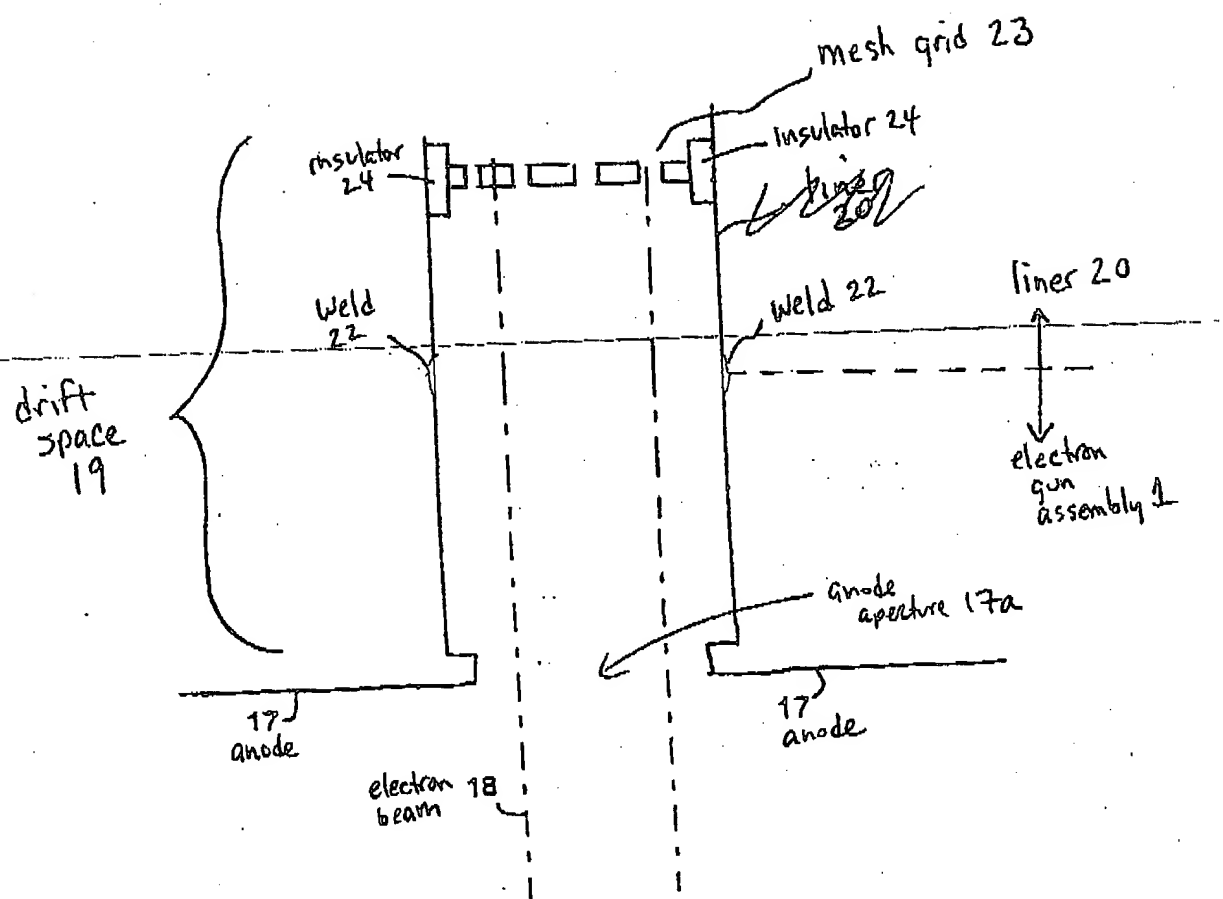 mesh grid 23
insulator
24
insulator 24
liner
20
liner 20
Weld
22
Weld 22
drift
space
19
electron
gun
assembly 1
anode
aperture 17a
17
anode
17
anode
electron 18
beam